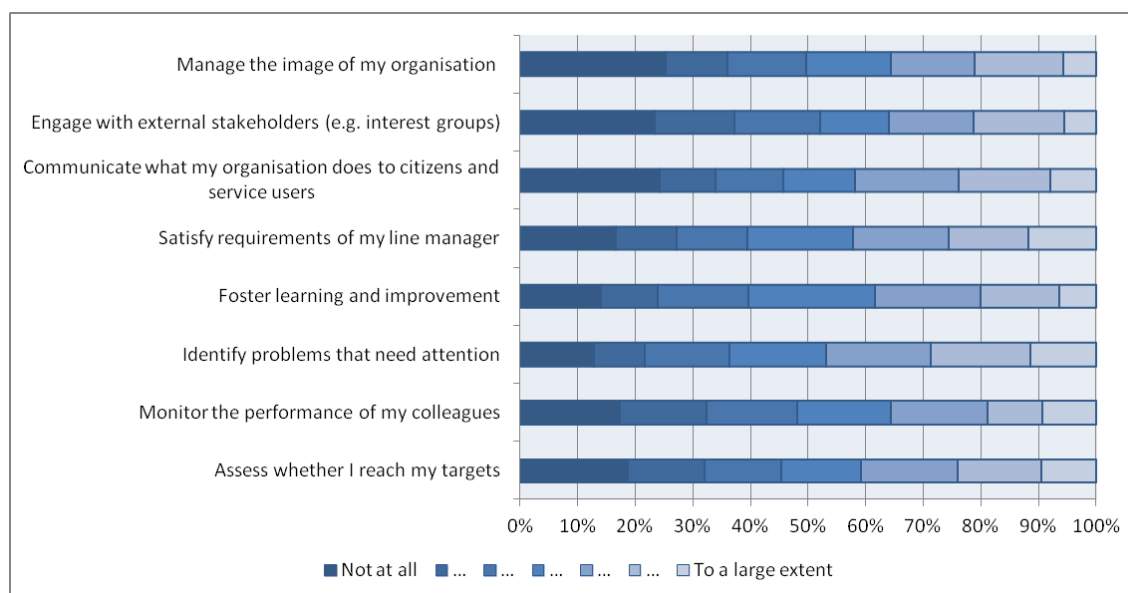 Manage the image of my organisation
Engage with external stakeholders (e.g. interest groups)
Communicate what my organisation does to citizens and
service users
Satisfy requirements of my line manager
Foster learning and improvement
Identify problems that need attention
Monitor the performance of my colleagues
Assess whether I reach my targets
0% 10% 20% 30% 40% 50% 60% 70% 80% 90% 100%
Not at all ... ... ... ... ... To a large extent